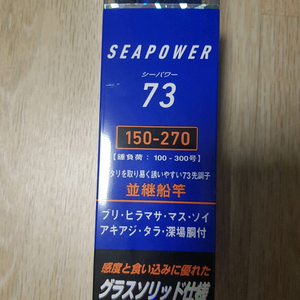 SEAPOWER
シーパワー
73
150-270
【錘負荷：100-300号】
タリを取り易く誘いやすい73先調子
並継船竿
ブリ・ヒラマサ・マス・ソイ
アキアジ・タラ・深場胴付
感度と食い込みに優れた
グラスソリッド仕様